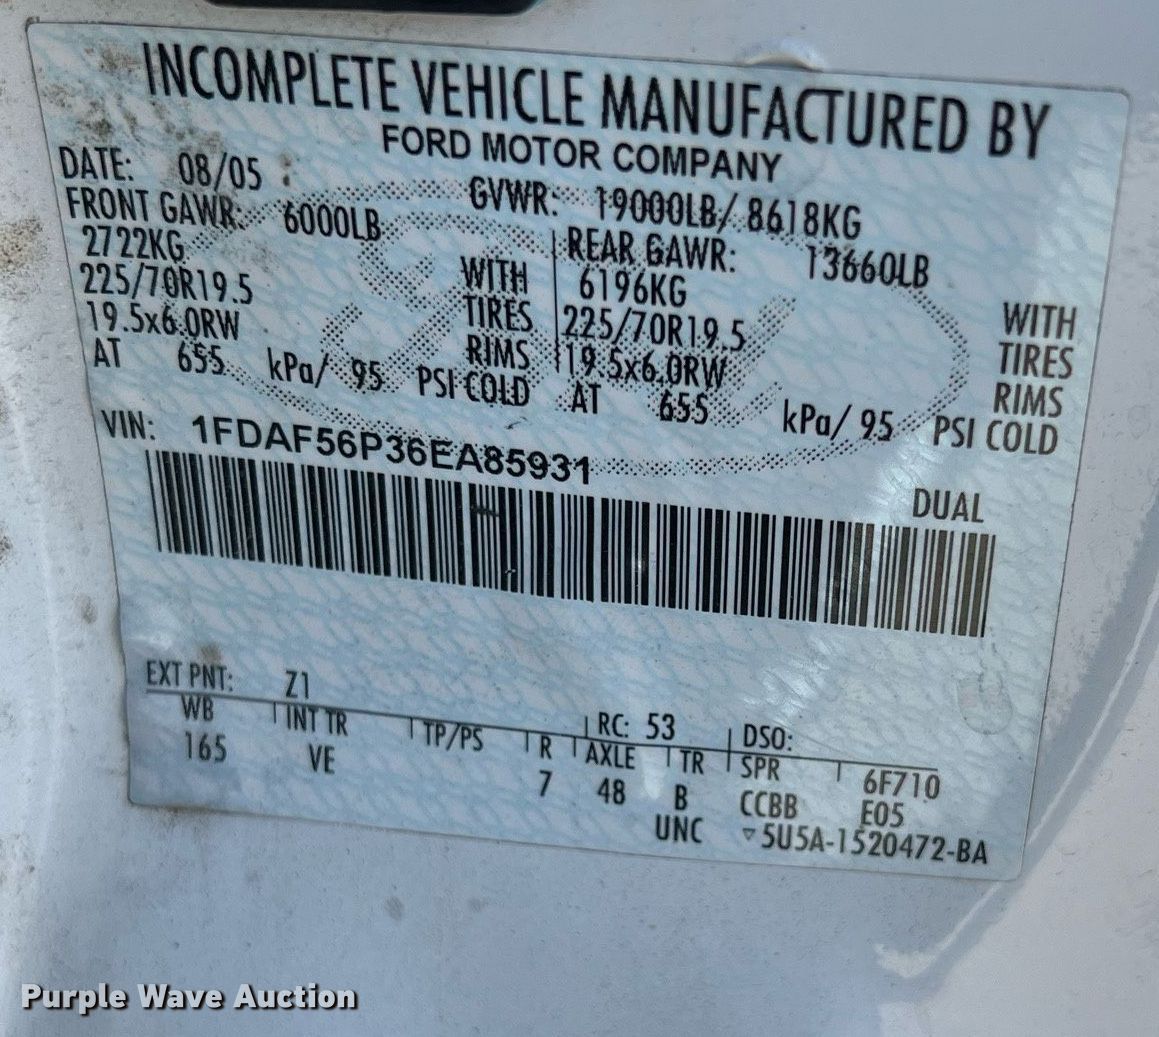 INCOMPLETE VEHICLE MANUFACTURED BY
FORD MOTOR COMPANY
DATE: 08/05 GVWR: 19000LB/ 8618KG
FRONT GAWR: 6000LB REAR GAWR: 13660LB
2722KG WITH 6196KG WITH
225/70R19.5 TIRES 225/70R19.5 TIRES
19.5x6.0RW RIMS 19.5x6.0RW RIMS
AT 655 kPa/ 95 PSI COLD AT 655 kPa/ 95 PSI COLD
VIN: 1FDAF56P36EA85931
DUAL
EXT PNT: Z1 RC: 53 DSO:
WB INT TR TP/PS R AXLE TR SPR 6F710
165 VE 7 48 B CCBB E05
UNC ▿5U5A-1520472-BA
Purple Wave Auction